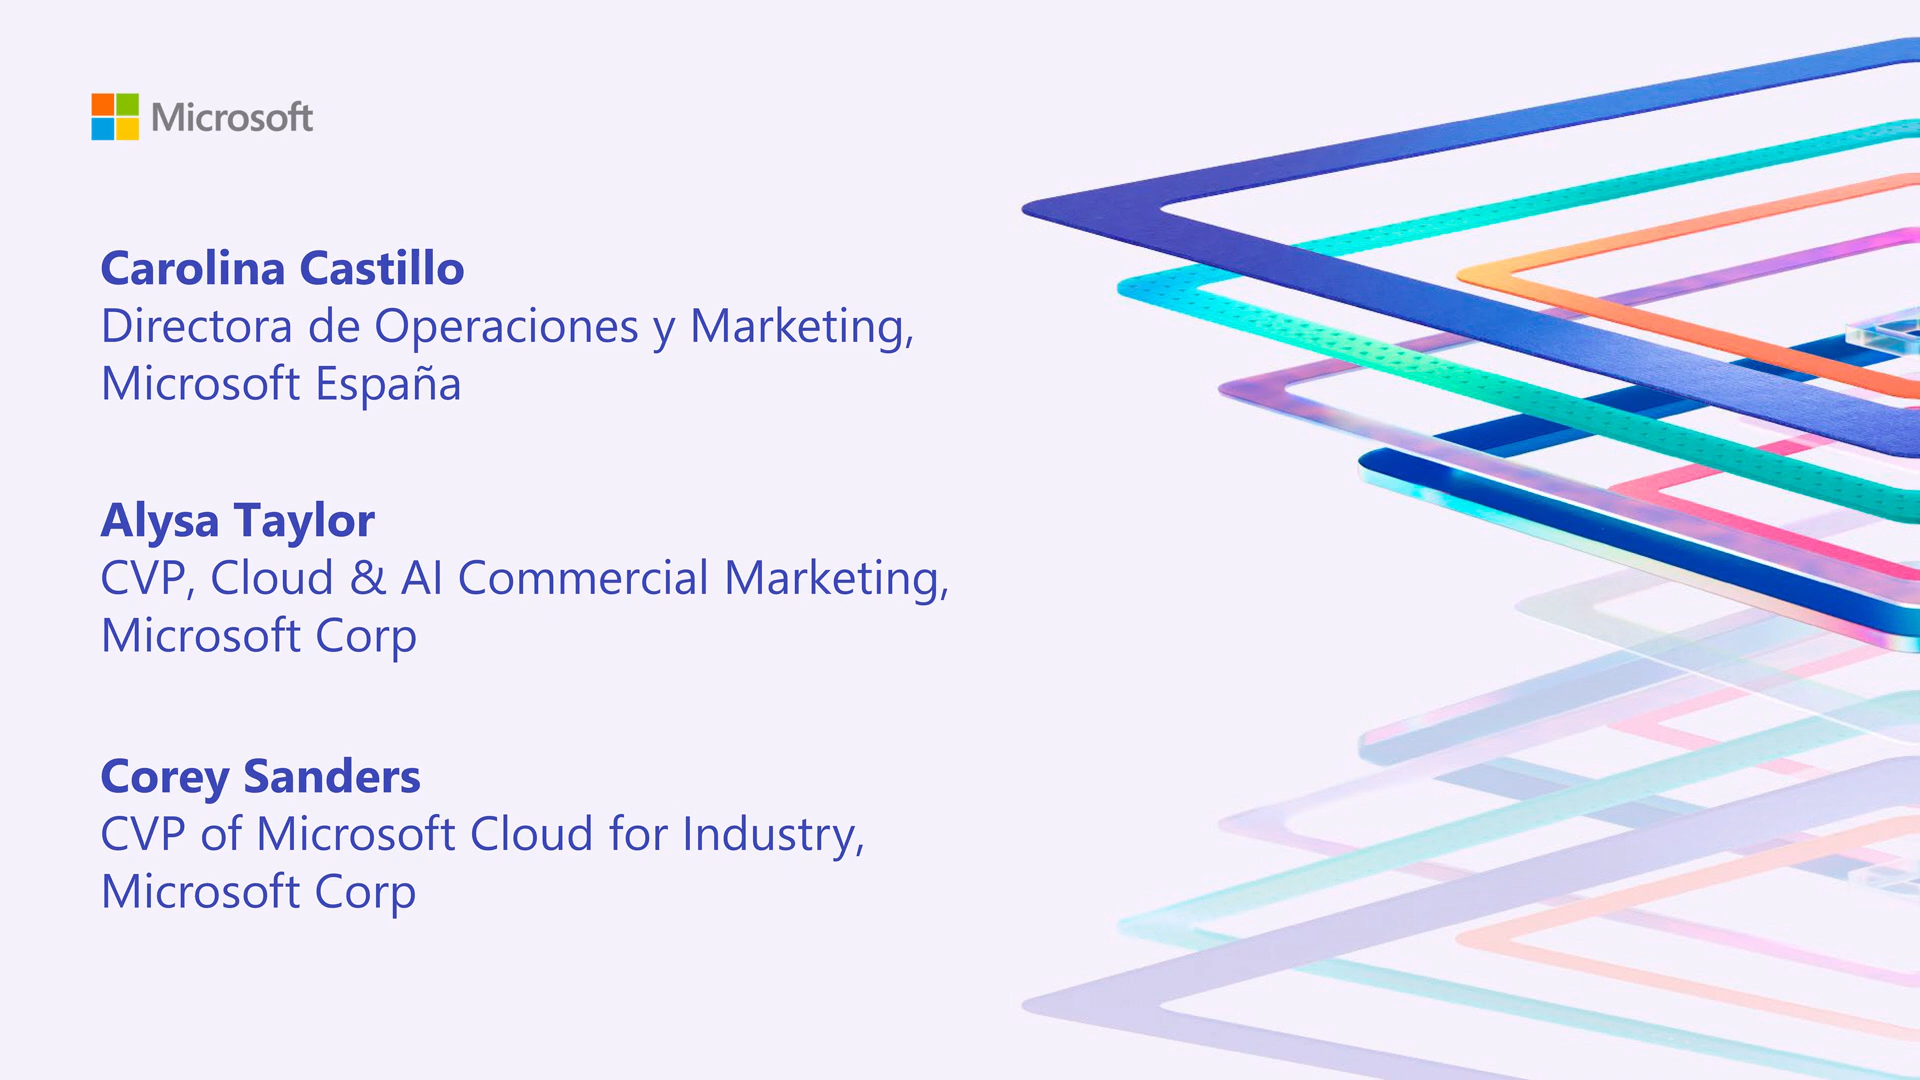 Microsoft
Carolina Castillo
Directora de Operaciones y Marketing,
Microsoft España
Alysa Taylor
CVP, Cloud & AI Commercial Marketing,
Microsoft Corp
Corey Sanders
CVP of Microsoft Cloud for Industry,
Microsoft Corp